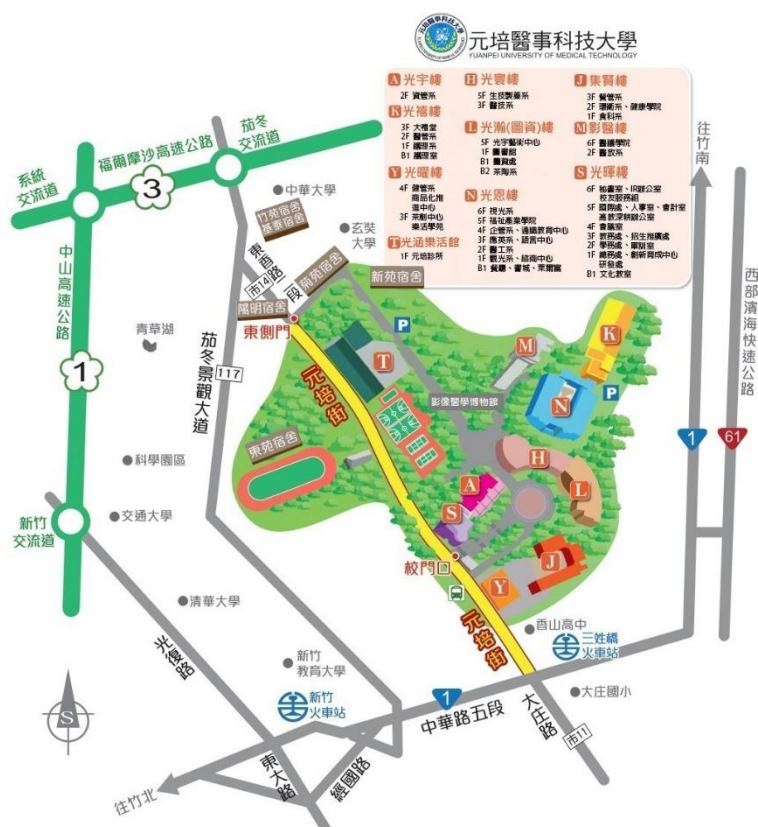 元培醫事科技大學
YUANPEI UNIVERSITY OF MEDICAL TECHNOLOGY
A 光宇樓
2F 資管系
K 光禧樓
3F 大禮堂
2F 醫管系
1F 護理系
B1 護理室
Y 光曜樓
4F 健管系
商品化推
進中心
3F 茶創中心
樂活學苑
T 光涵樂活館
1F 元培診所
H 光寰樓
5F 生技製藥系
3F 醫技系
L 光瀚(圖資)樓
5F 光宇藝術中心
1F 圖書館
B1 圖資處
B2 茶陶系
N 光恩樓
6F 視光系
5F 福祉產業學院
4F 企管系、通識教育中心
3F 應英系、語言中心
2F 醫工系
1F 觀光系、諮商中心
B1 餐廳、書城、萊爾富
J 集賢樓
3F 餐管系
2F 環衛系、健康學院
1F 食科系
M 影醫樓
6F 醫護學院
2F 醫放系
S 光暉樓
6F 秘書室、IR辦公室
校友服務組
5F 國際處、人事室、會計室
高教深耕辦公室
4F 會議室
3F 教務處、招生推廣處
2F 學務處、軍訓室
1F 總務處、創新育成中心
研發處
B1 文化教室
福爾摩沙高速公路
茄冬
交流道
系統
交流道
3
中山高速公路
1
新竹
交流道
中華大學
竹苑宿舍
基泰宿舍
玄奘
大學
東香路二段
市14
菊苑宿舍
新苑宿舍
陽明宿舍
東側門
青草湖
茄冬景觀大道
117
科學園區
交通大學
清華大學
新竹
教育大學
光復路
新竹
火車站
東大路
經國路
往竹北
往竹南
西部濱海快速公路
1
61
P
T
M
K
N
P
影像醫學博物館
元培街
東苑宿舍
H
L
A
S
J
Y
校門口
元培街
香山高中
三姓橋
火車站
大庄國小
1
中華路五段
大庄路
市11
S